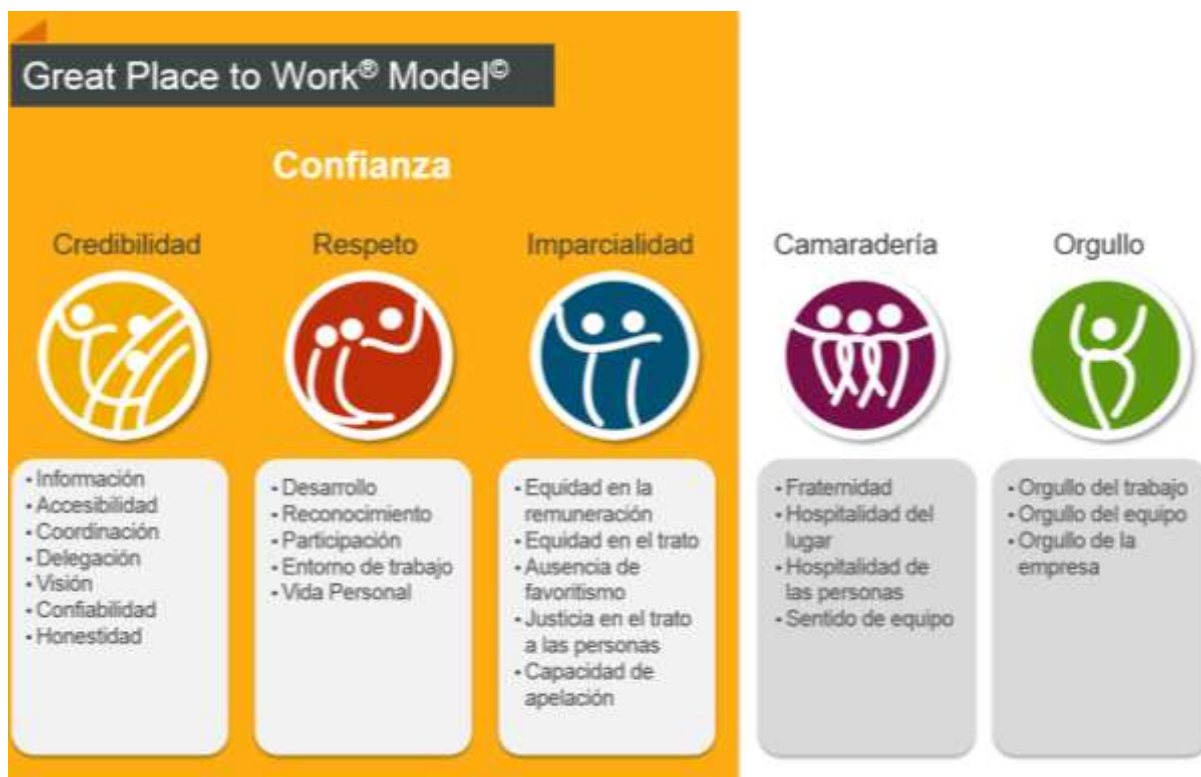 Great Place to Work® Model©
Confianza
Credibilidad
- Información
- Accesibilidad
- Coordinación
- Delegación
- Visión
- Confiabilidad
- Honestidad
Respeto
- Desarrollo
- Reconocimiento
- Participación
- Entorno de trabajo
- Vida Personal
Imparcialidad
- Equidad en la
remuneración
- Equidad en el trato
- Ausencia de
favoritismo
- Justicia en el trato
a las personas
- Capacidad de
apelación
Camaradería
- Fraternidad
- Hospitalidad del
lugar
- Hospitalidad de
las personas
- Sentido de equipo
Orgullo
- Orgullo del trabajo
- Orgullo del equipo
- Orgullo de la
empresa